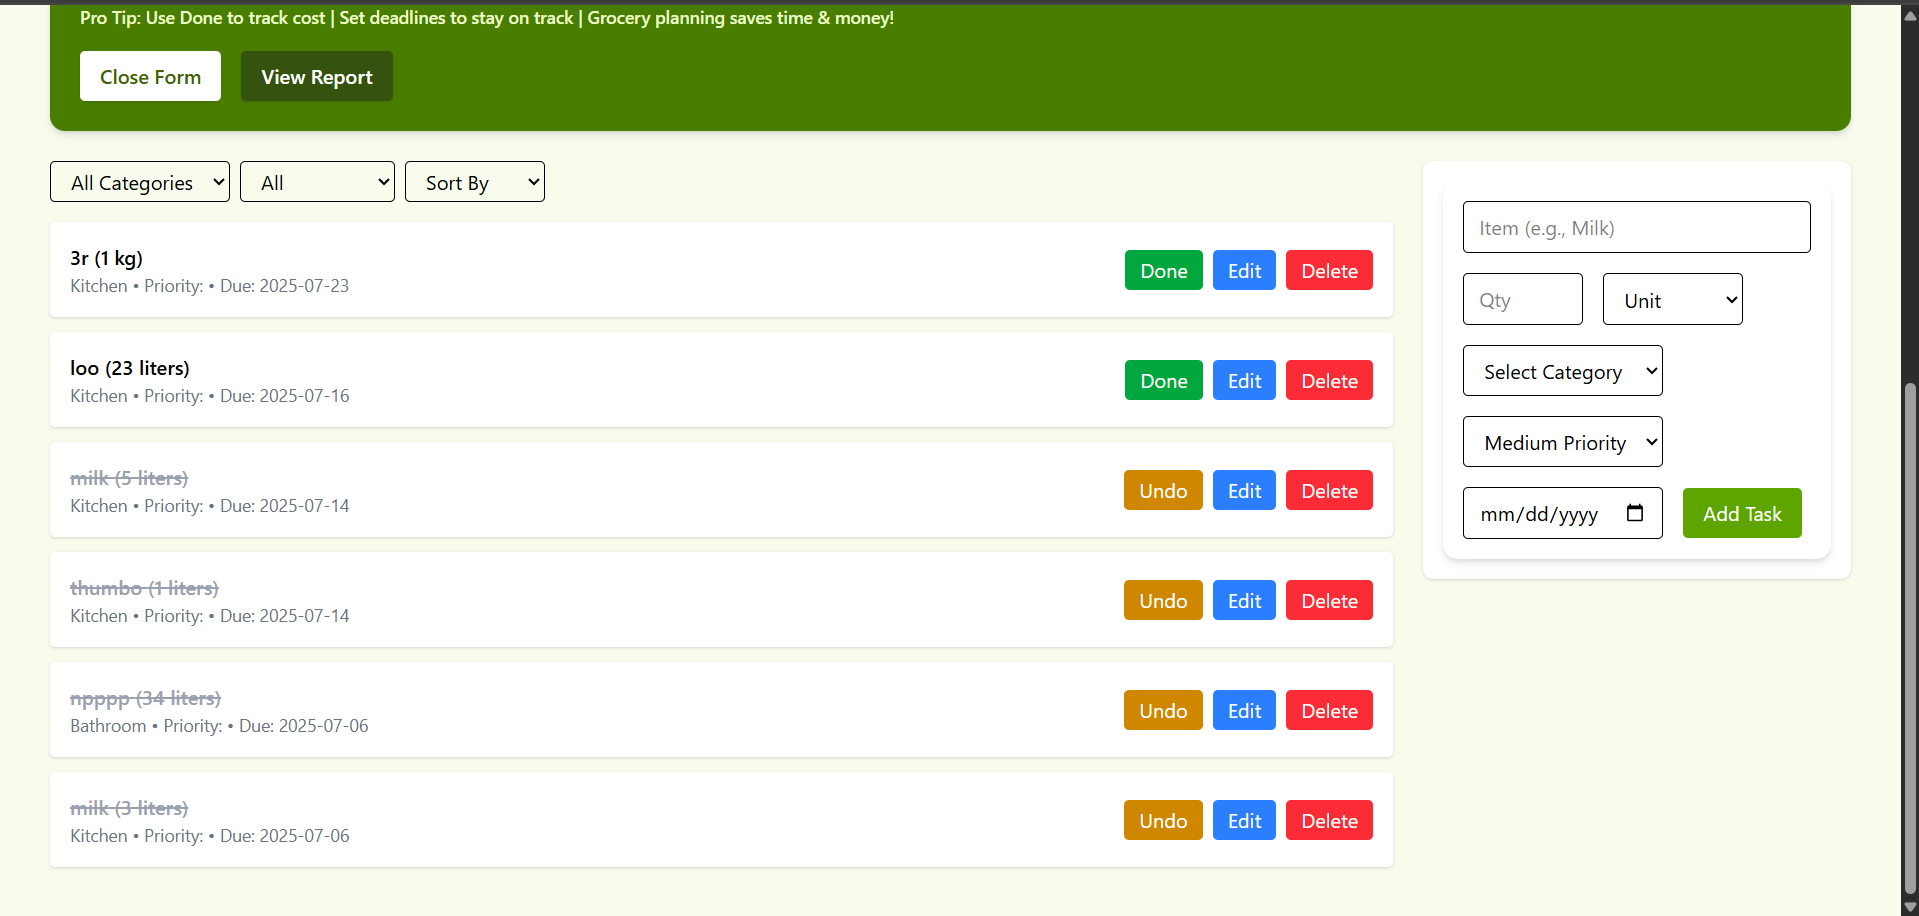 Pro Tip: Use Done to track cost | Set deadlines to stay on track | Grocery planning saves time & money!
Close Form
View Report
All Categories
All
Sort By
3r (1 kg)
Kitchen • Priority: • Due: 2025-07-23
Done
Edit
Delete
loo (23 liters)
Kitchen • Priority: • Due: 2025-07-16
Done
Edit
Delete
milk (5 liters)
Kitchen • Priority: • Due: 2025-07-14
Undo
Edit
Delete
thumbo (1 liters)
Kitchen • Priority: • Due: 2025-07-14
Undo
Edit
Delete
npppp (34 liters)
Bathroom • Priority: • Due: 2025-07-06
Undo
Edit
Delete
milk (3 liters)
Kitchen • Priority: • Due: 2025-07-06
Undo
Edit
Delete
Item (e.g., Milk)
Qty
Unit
Select Category
Medium Priority
mm/dd/yyyy
Add Task